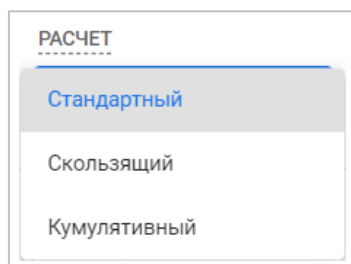 РАСЧЕТ
Стандартный
Скользящий
Кумулятивный